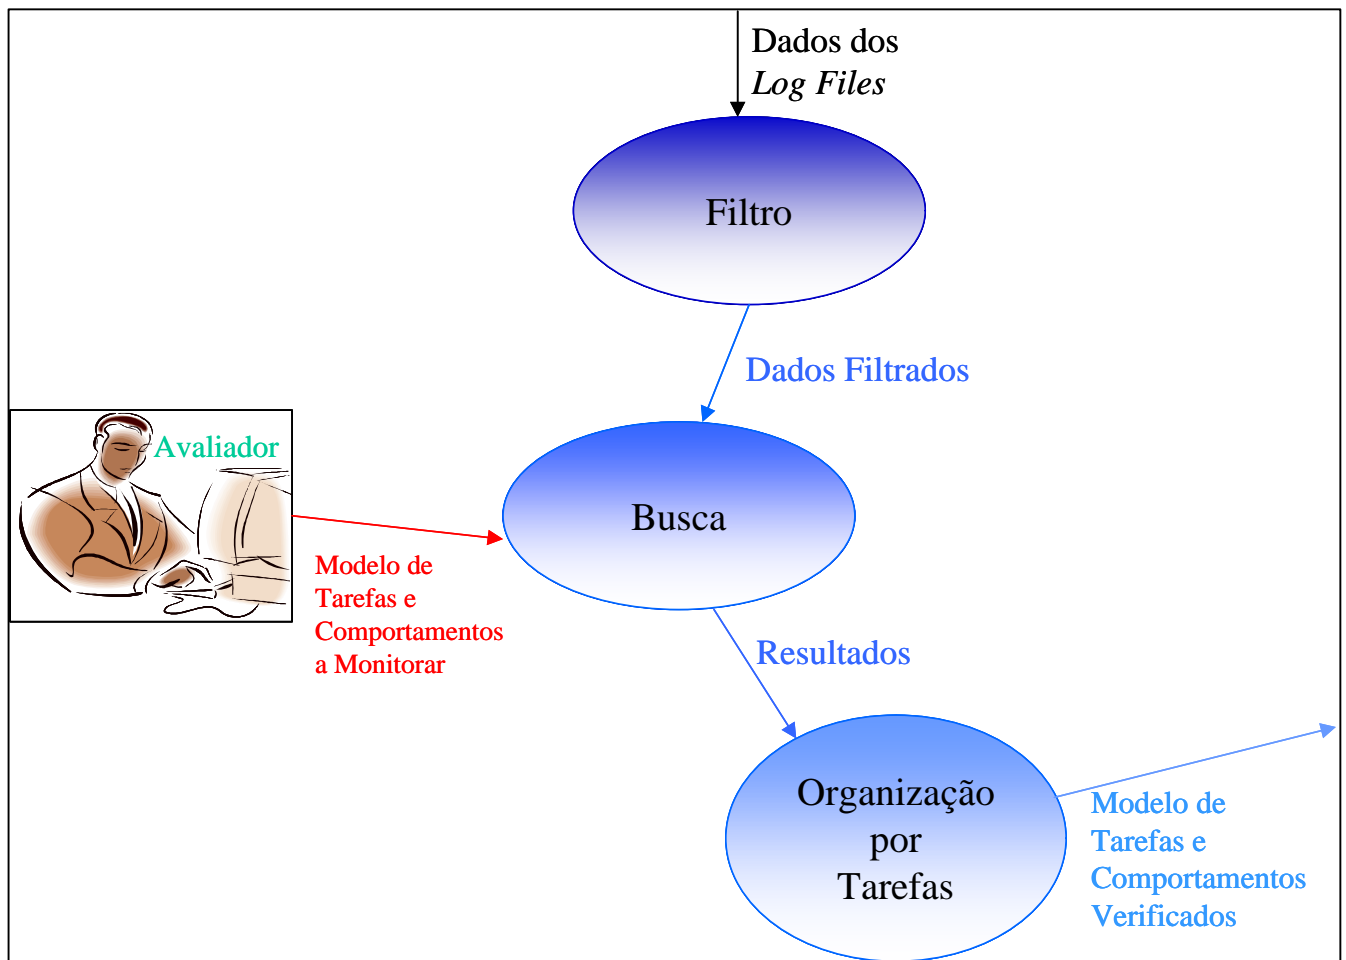 Dados dos
Log Files
Filtro
Dados Filtrados
Avaliador
Busca
Modelo de
Tarefas e
Comportamentos
a Monitorar
Resultados
Organização
por
Tarefas
Modelo de
Tarefas e
Comportamentos
Verificados